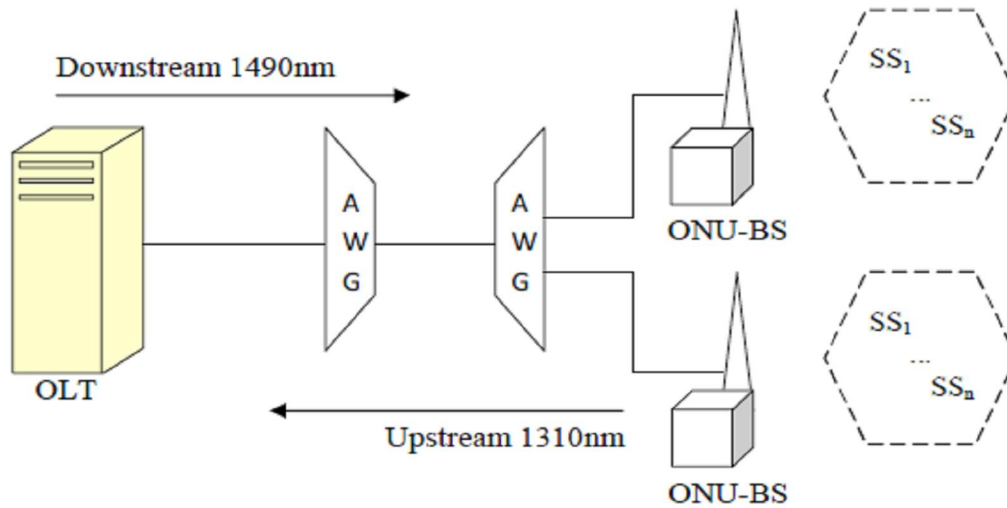 Downstream 1490nm
OLT
A
W
G
A
W
G
ONU-BS
SS₁
...
SSₙ
ONU-BS
SS₁
...
SSₙ
Upstream 1310nm